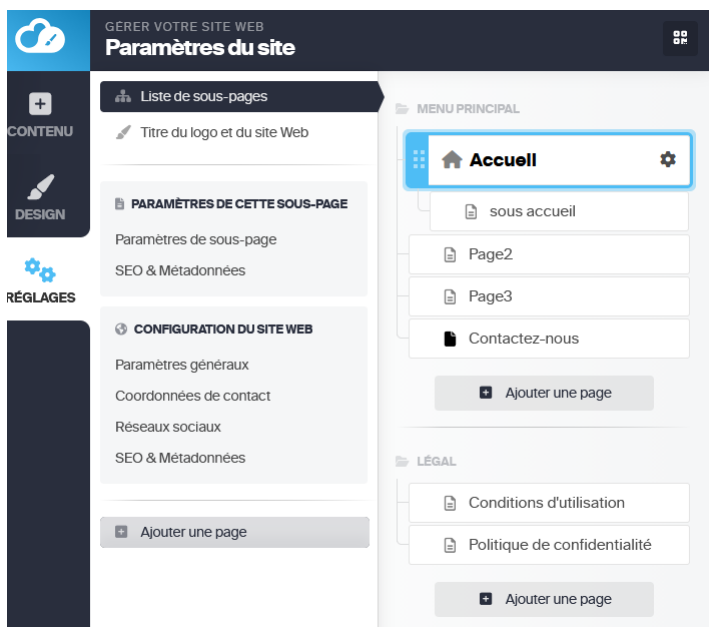 GÉRER VOTRE SITE WEB
Paramètres du site
CONTENU
DESIGN
RÉGLAGES
Liste de sous-pages
Titre du logo et du site Web
PARAMÈTRES DE CETTE SOUS-PAGE
Paramètres de sous-page
SEO & Métadonnées
CONFIGURATION DU SITE WEB
Paramètres généraux
Coordonnées de contact
Réseaux sociaux
SEO & Métadonnées
Ajouter une page
MENU PRINCIPAL
Accueil
sous accueil
Page2
Page3
Contactez-nous
Ajouter une page
LÉGAL
Conditions d'utilisation
Politique de confidentialité
Ajouter une page